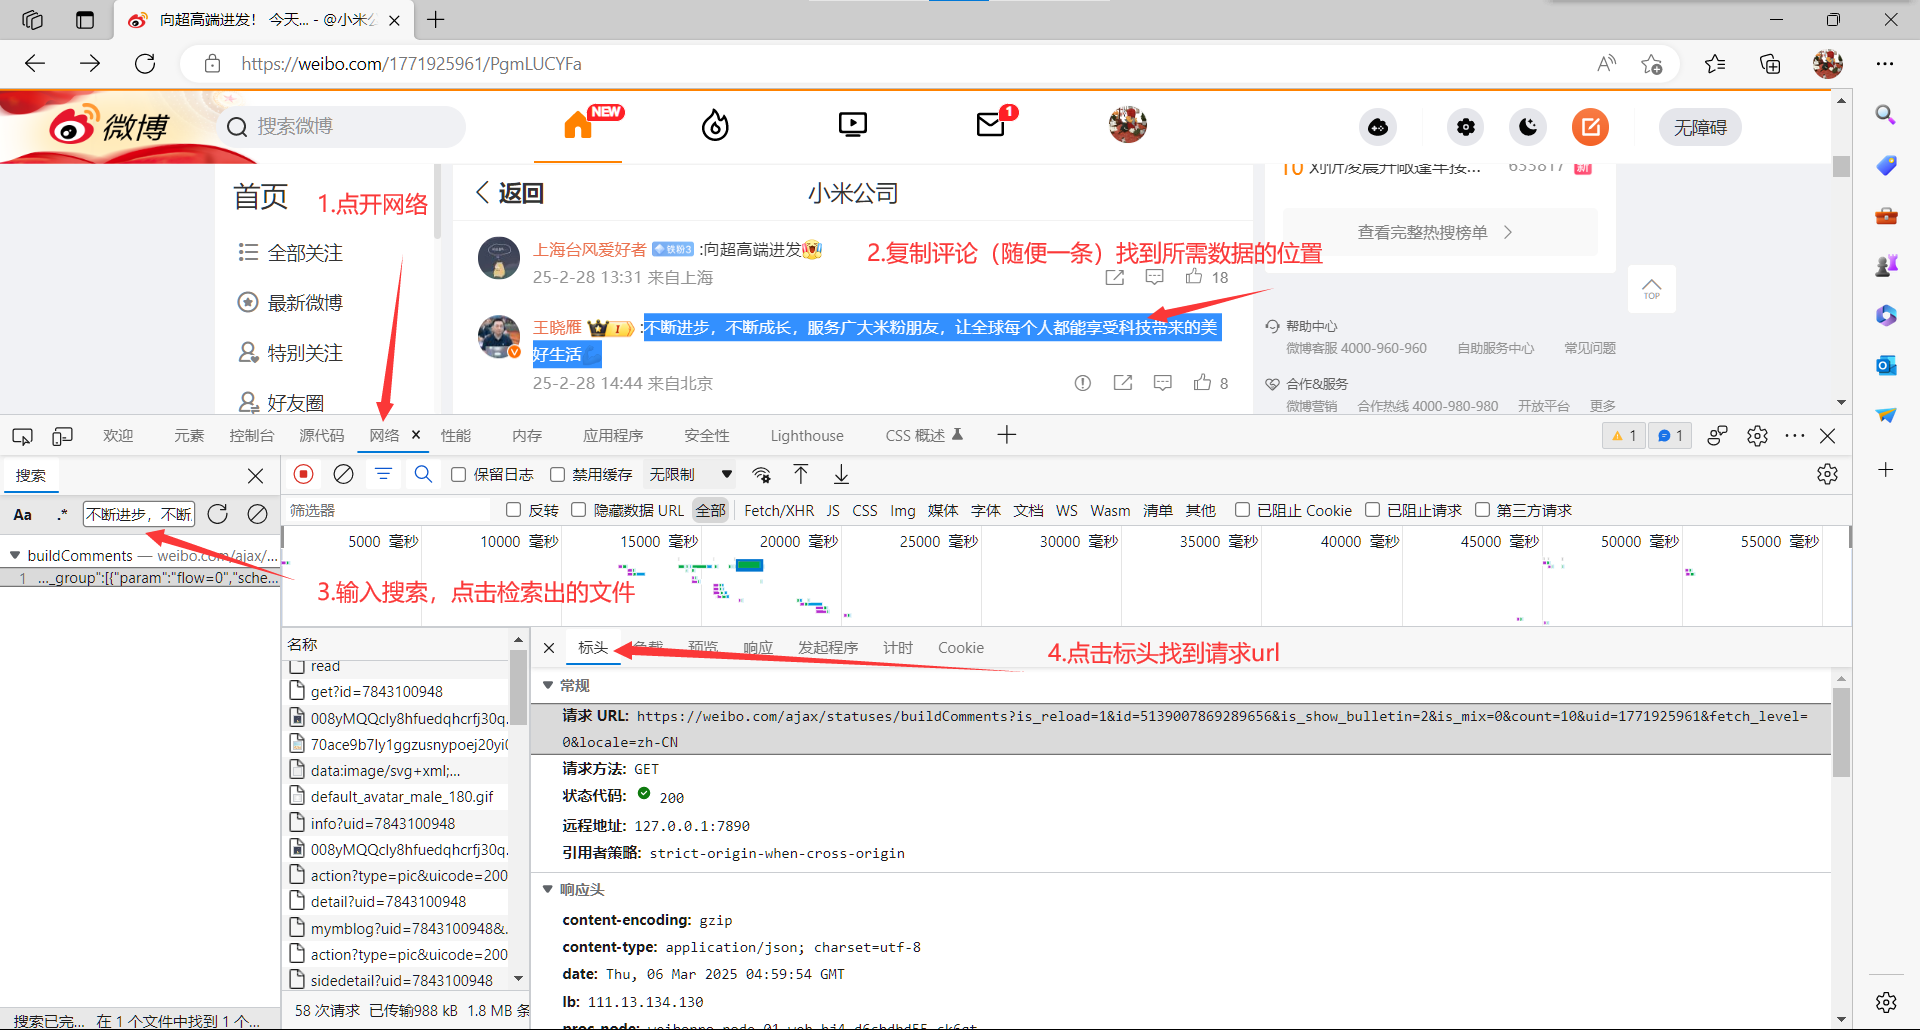 向超高端进发！ 今天... - @小米公
https://weibo.com/1771925961/PgmLUCYFa
微博
搜索微博
NEW
1
无障碍
首页
1.点开网络
全部关注
最新微博
特别关注
好友圈
返回
小米公司
上海台风爱好者 铁粉3 :向超高端进发
25-2-28 13:31 来自上海
18
2.复制评论（随便一条）找到所需数据的位置
王晓雁 1 :不断进步，不断成长，服务广大米粉朋友，让全球每个人都能享受科技带来的美
好生活
25-2-28 14:44 来自北京
8
查看完整热搜榜单
TOP
帮助中心
微博客服 4000-960-960 自助服务中心 常见问题
合作&服务
微博营销 合作热线 4000-980-980 开放平台 更多
欢迎 元素 控制台 源代码 网络 性能 内存 应用程序 安全性 Lighthouse CSS 概述
1 1
搜索
保留日志 禁用缓存 无限制
Aa .* 不断进步，不断
筛选器 反转 隐藏数据 URL 全部 Fetch/XHR JS CSS Img 媒体 字体 文档 WS Wasm 清单 其他 已阻止 Cookie 已阻止请求 第三方请求
buildComments — weibo.com/ajax/...
1 ..._group":[{"param":"flow=0","sche...
5000 毫秒 10000 毫秒 15000 毫秒 20000 毫秒 25000 毫秒 30000 毫秒 35000 毫秒 40000 毫秒 45000 毫秒 50000 毫秒 55000 毫秒
3.输入搜索，点击检索出的文件
名称
read
get?id=7843100948
008yMQQcly8hfuedqhcrfj30q.
70ace9b7ly1ggzusnypoej20yi0
data:image/svg+xml;...
default_avatar_male_180.gif
info?uid=7843100948
008yMQQcly8hfuedqhcrfj30q.
action?type=pic&uicode=200
detail?uid=7843100948
mymblog?uid=7843100948&.
action?type=pic&uicode=200
sidedetail?uid=7843100948
58 次请求 已传输988 kB 1.8 MB 条
搜索已完... 在 1 个文件中找到 1 个...
标头 负载 预览 响应 发起程序 计时 Cookie
4.点击标头找到请求url
常规
请求 URL: https://weibo.com/ajax/statuses/buildComments?is_reload=1&id=5139007869289656&is_show_bulletin=2&is_mix=0&count=10&uid=1771925961&fetch_level=
0&locale=zh-CN
请求方法: GET
状态代码: 200
远程地址: 127.0.0.1:7890
引用者策略: strict-origin-when-cross-origin
响应头
content-encoding: gzip
content-type: application/json; charset=utf-8
date: Thu, 06 Mar 2025 04:59:54 GMT
lb: 111.13.134.130